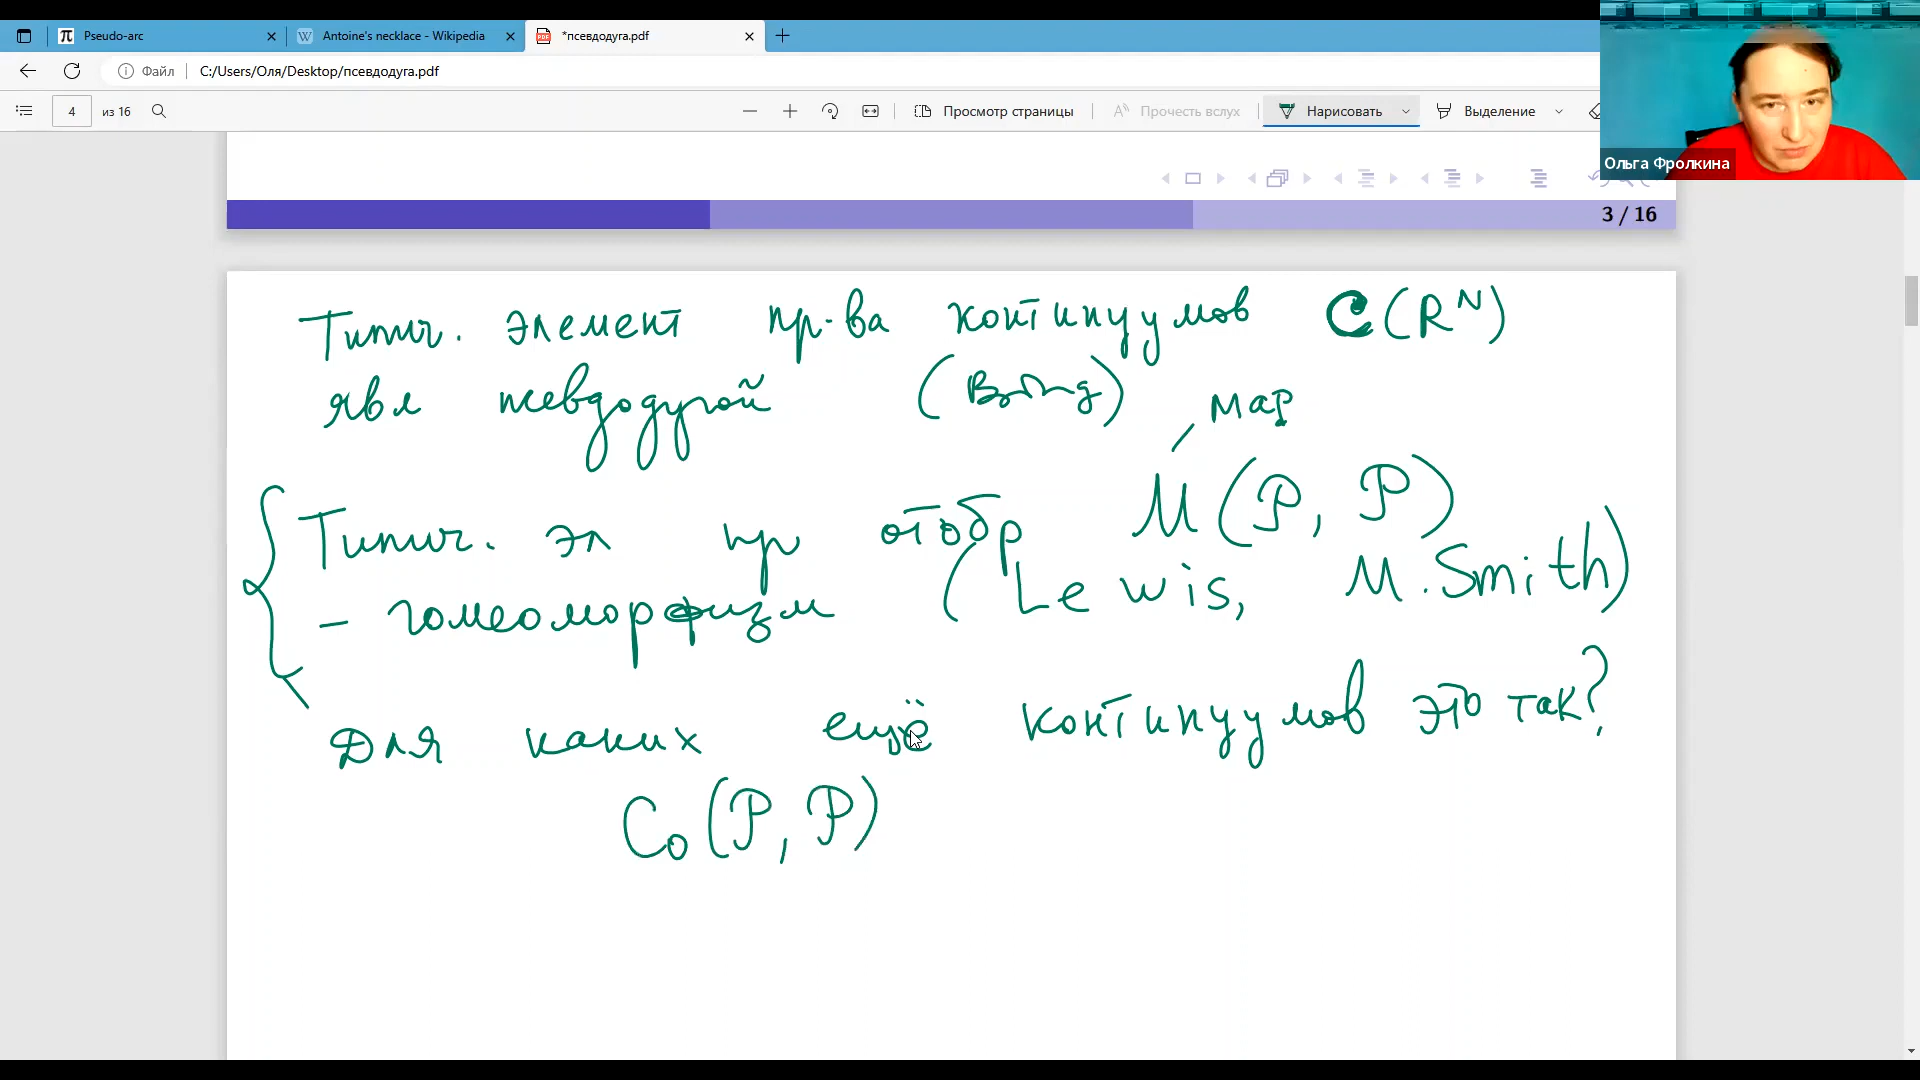 Pseudo-arc
Antoine's necklace - Wikipedia
*псевдодуга.pdf
Файл
C:/Users/Оля/Desktop/псевдодуга.pdf
4 из 16
Просмотр страницы
Прочесть вслух
Нарисовать
Выделение
Ольга Фролкина
3 / 16
Типич. элемент пр-ва континуумов C(R^N)
явл псевдодугой (Bing)
map
Типич. эл пр отобр M(P, P)
- гомеоморфизм (Lewis, M. Smith)
Для каких ещё континуумов это так?
C₀(P, P)